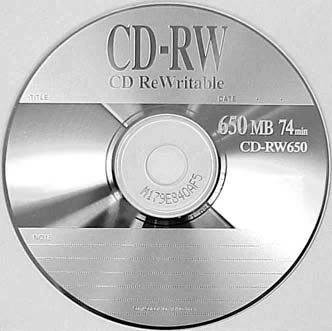 CD-RW
CD ReWritable
TITLE
DATE
650 MB 74 min
CD-RW650
M179E840AF5
NOTE